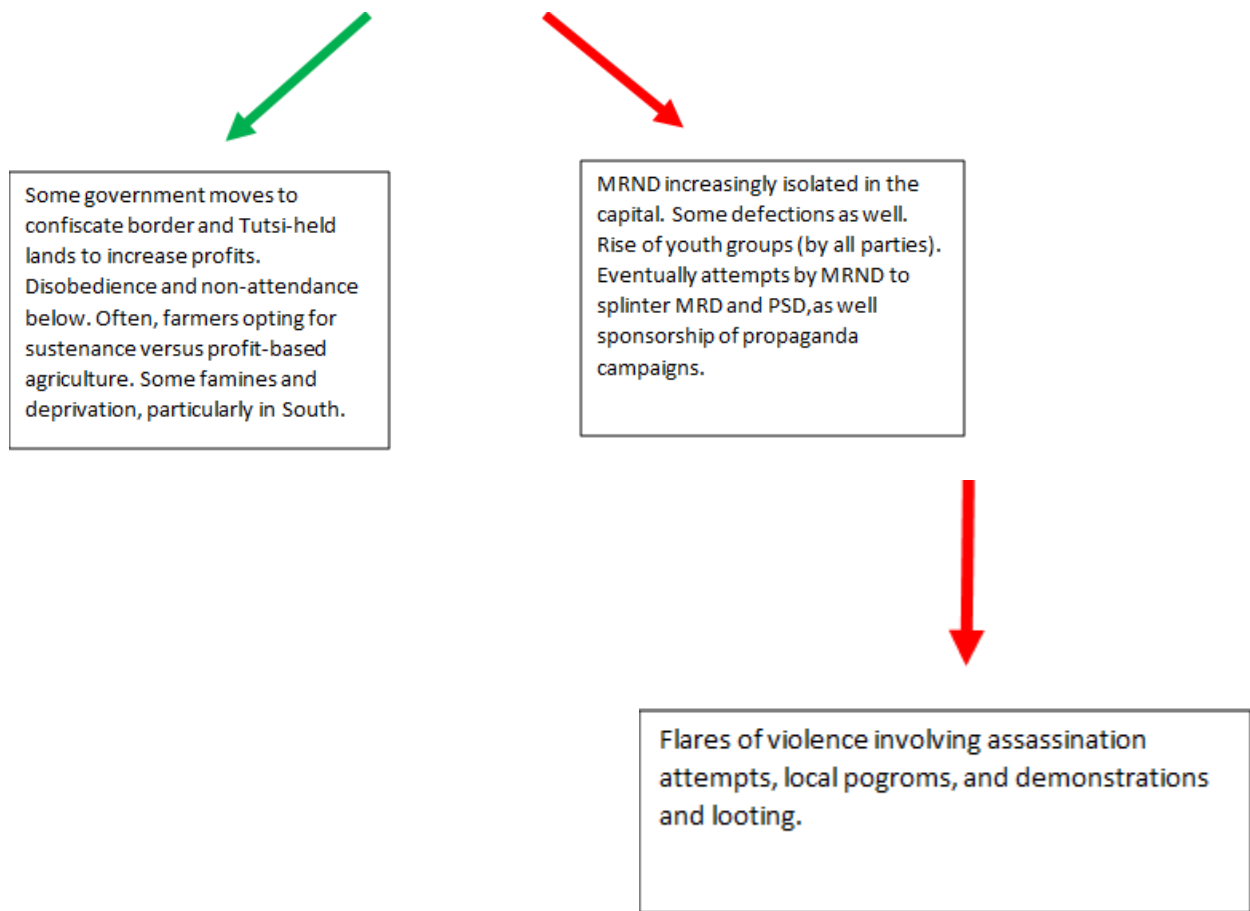 Some government moves to
confiscate border and Tutsi-held
lands to increase profits.
Disobedience and non-attendance
below. Often, farmers opting for
sustenance versus profit-based
agriculture. Some famines and
deprivation, particularly in South.
MRND increasingly isolated in the
capital. Some defections as well.
Rise of youth groups (by all parties).
Eventually attempts by MRND to
splinter MRD and PSD,as well
sponsorship of propaganda
campaigns.
Flares of violence involving assassination
attempts, local pogroms, and demonstrations
and looting.